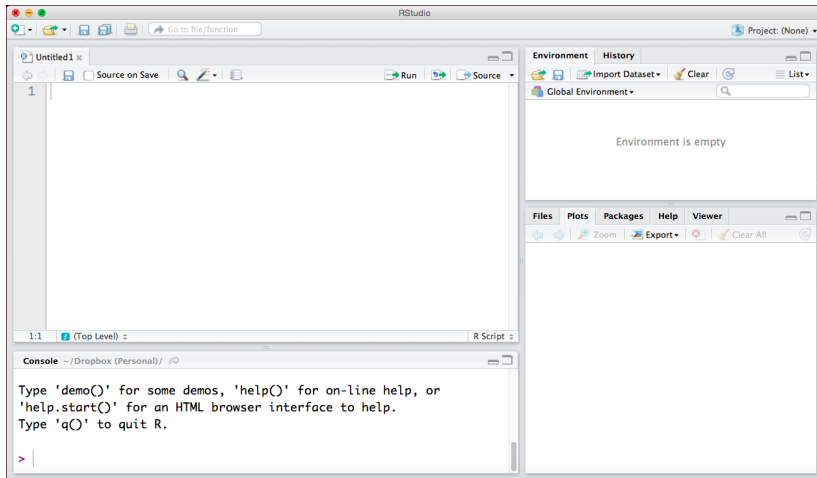 RStudio
Go to file/function
Project: (None)
Untitled1
Source on Save
Run
Source
1
1:1
(Top Level)
R Script
Console ~/Dropbox (Personal)/
Type 'demo()' for some demos, 'help()' for on-line help, or
'help.start()' for an HTML browser interface to help.
Type 'q()' to quit R.
>
Environment History
Import Dataset Clear List
Global Environment
Environment is empty
Files Plots Packages Help Viewer
Zoom Export Clear All